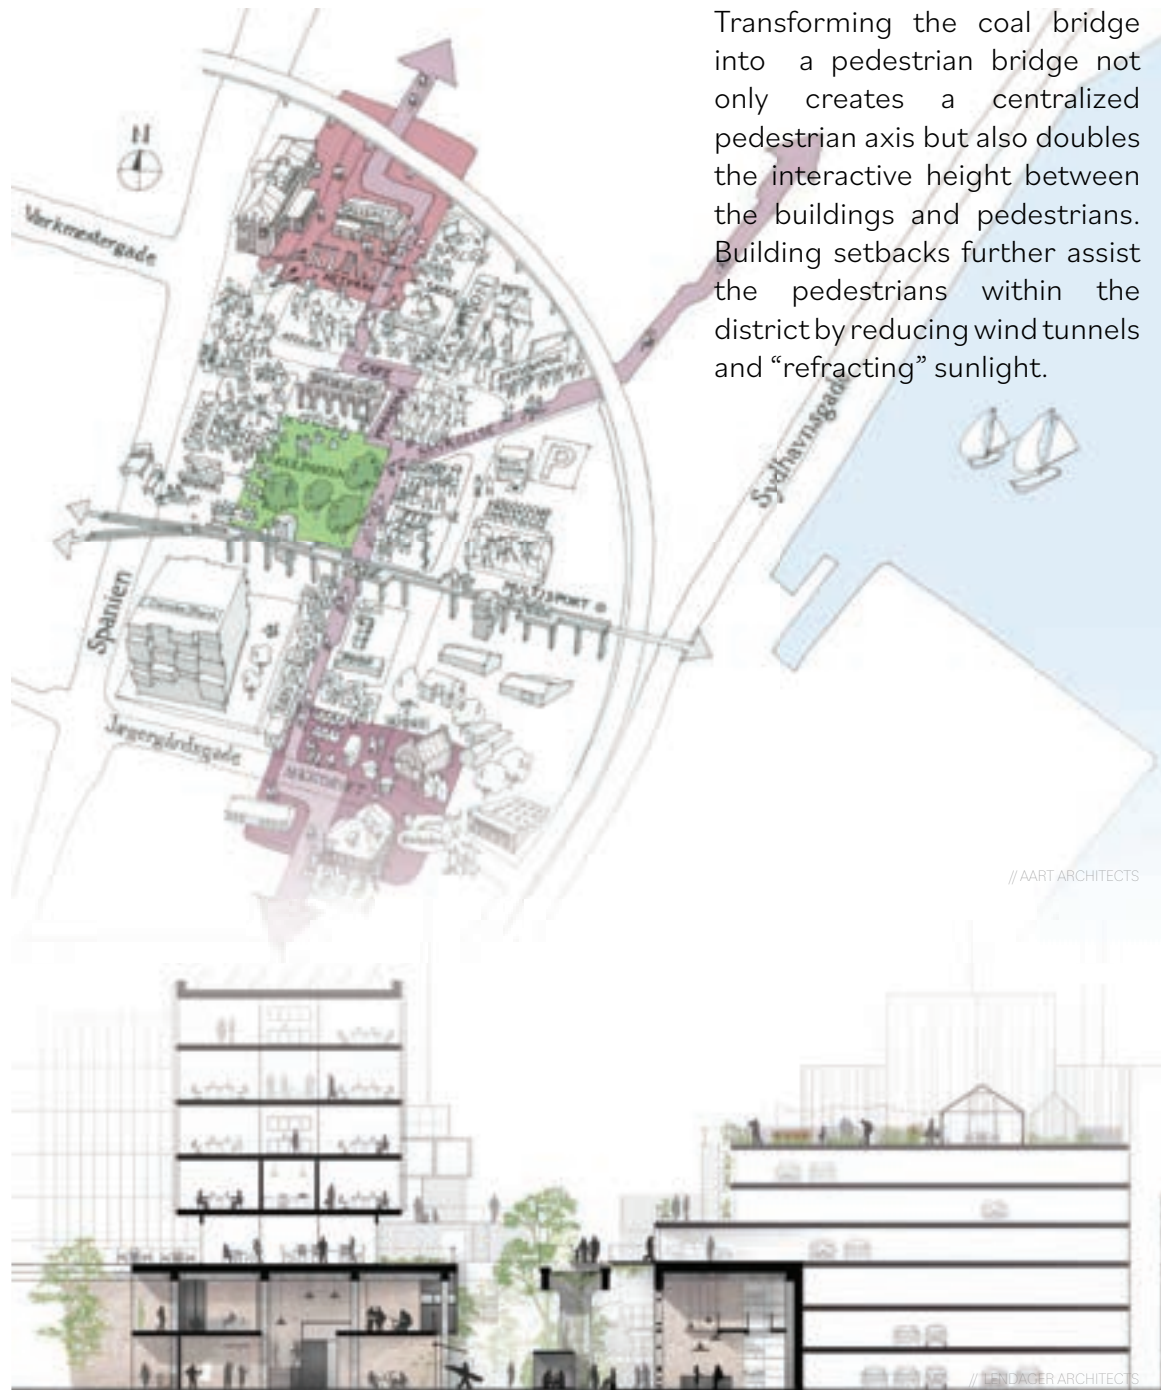 Transforming the coal bridge
into a pedestrian bridge not
only creates a centralized
pedestrian axis but also doubles
the interactive height between
the buildings and pedestrians.
Building setbacks further assist
the pedestrians within the
district by reducing wind tunnels
and “refracting” sunlight.
N
Værkmestergade
CAFE
P
Sydhavnsgade
MULTISPORT
Spanien
Jægergårdsgade
// AART ARCHITECTS
// LENDAGER ARCHITECTS